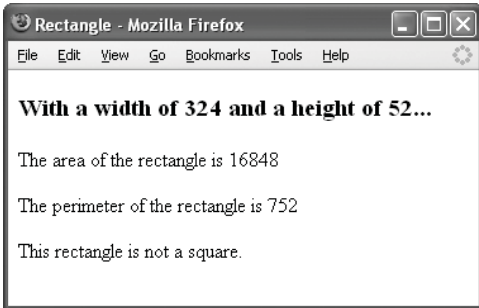 Rectangle - Mozilla Firefox
File Edit View Go Bookmarks Tools Help
With a width of 324 and a height of 52...
The area of the rectangle is 16848
The perimeter of the rectangle is 752
This rectangle is not a square.